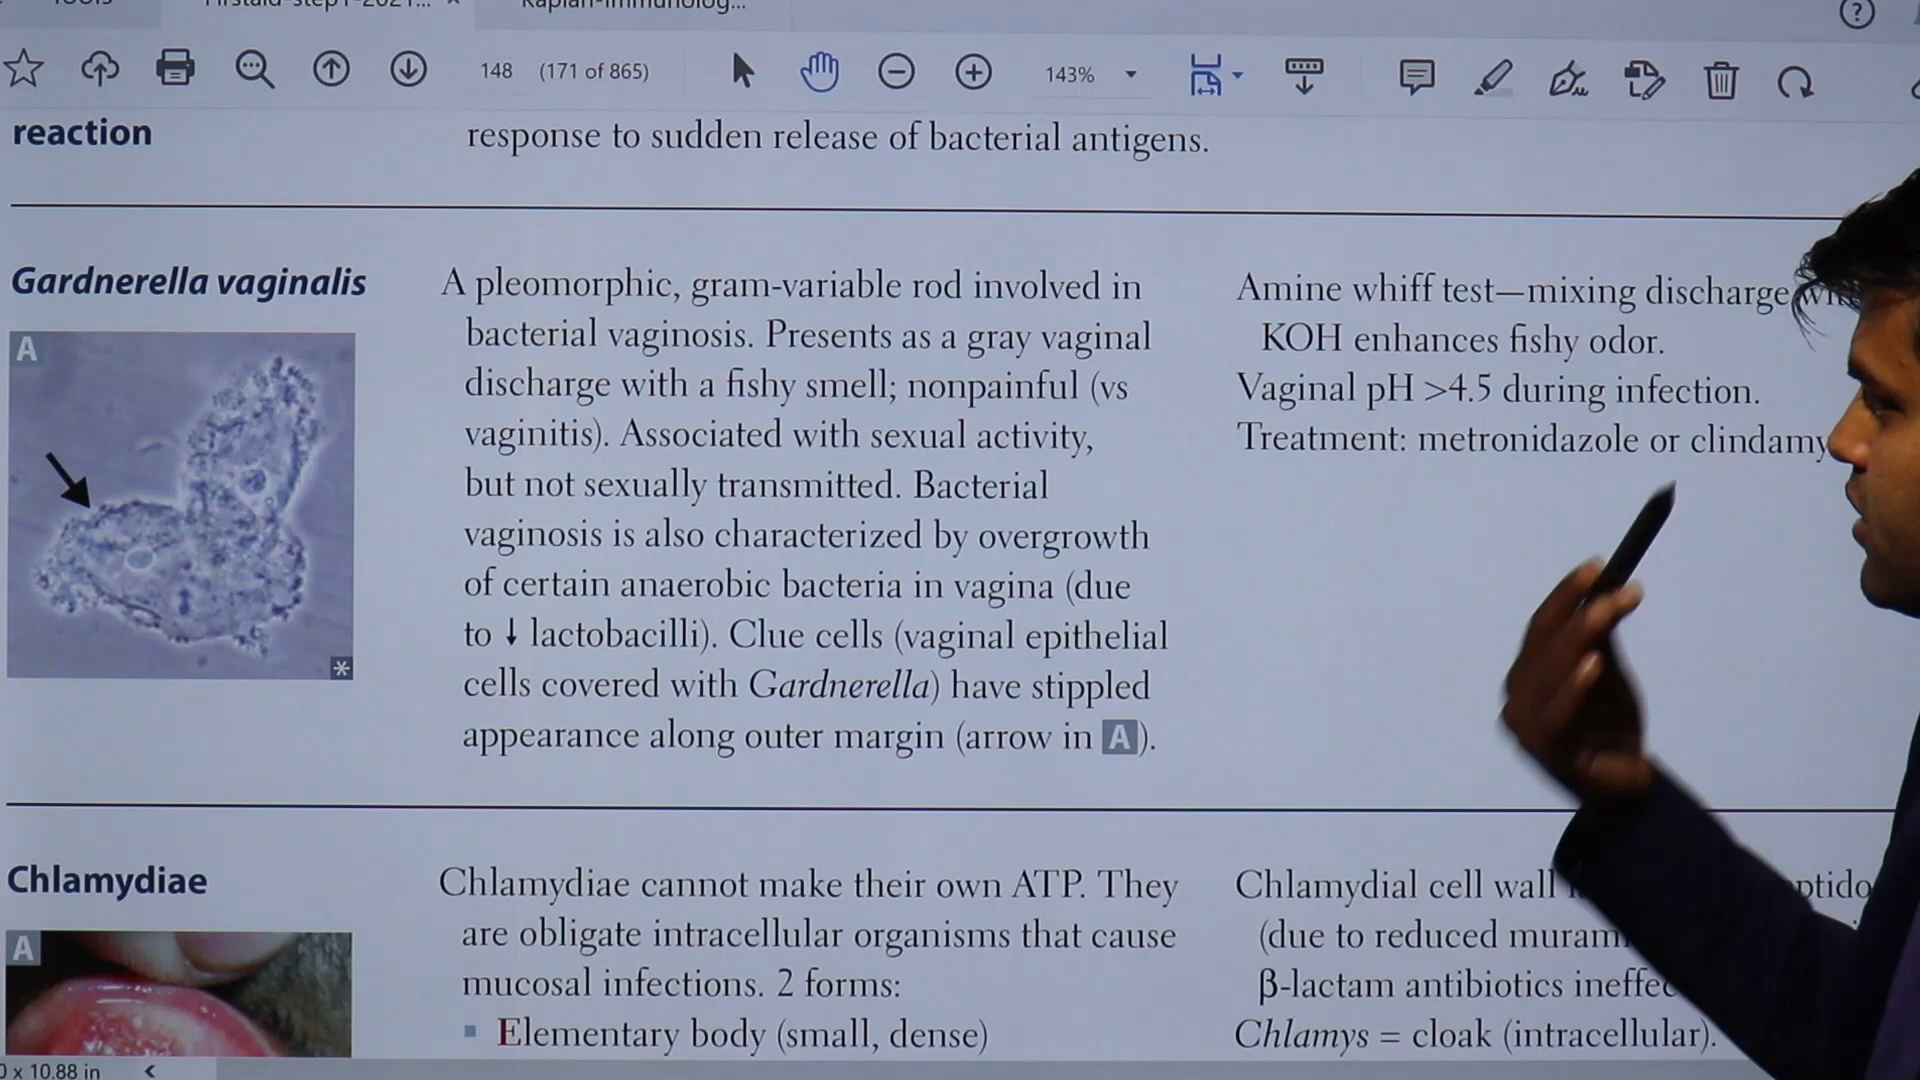 148 (171 of 865)
143%
reaction
response to sudden release of bacterial antigens.
Gardnerella vaginalis
A
A pleomorphic, gram-variable rod involved in
bacterial vaginosis. Presents as a gray vaginal
discharge with a fishy smell; nonpainful (vs
vaginitis). Associated with sexual activity,
but not sexually transmitted. Bacterial
vaginosis is also characterized by overgrowth
of certain anaerobic bacteria in vagina (due
to ↓ lactobacilli). Clue cells (vaginal epithelial
cells covered with Gardnerella) have stippled
appearance along outer margin (arrow in A).
Amine whiff test—mixing discharge
KOH enhances fishy odor.
Vaginal pH >4.5 during infection.
Treatment: metronidazole or clindamy
Chlamydiae
A
Chlamydiae cannot make their own ATP. They
are obligate intracellular organisms that cause
mucosal infections. 2 forms:
▪ Elementary body (small, dense)
Chlamydial cell wall
(due to reduced
β-lactam antibiotics
Chlamys = cloak (intracellular).
x 10.88 in